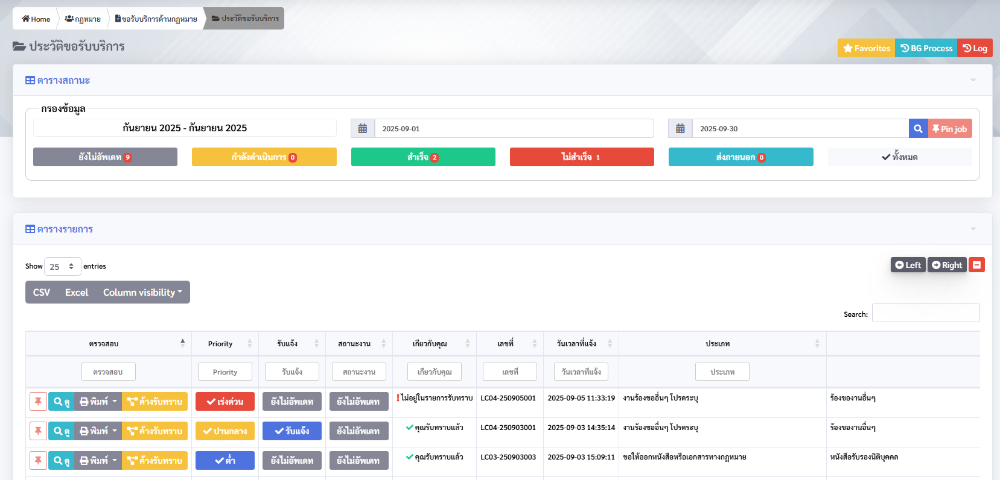 Home กฎหมาย ขอรับบริการด้านกฎหมาย ประวัติขอรับบริการ
ประวัติขอรับบริการ
Favorites BG Process Log
ตารางสถานะ
กรองข้อมูล
กันยายน 2025 - กันยายน 2025 2025-09-01 2025-09-30 Pin job
ยังไม่อัพเดท 9 กำลังดำเนินการ 0 สำเร็จ 2 ไม่สำเร็จ 1 ส่งภายนอก 0 ทั้งหมด
ตารางรายการ
Show 25 entries Left Right
CSV Excel Column visibility
Search:
ตรวจสอบ Priority รับแจ้ง สถานะงาน เกี่ยวกับคุณ เลขที่ วันเวลาที่แจ้ง ประเภท
ตรวจสอบ Priority รับแจ้ง สถานะงาน เกี่ยวกับคุณ เลขที่ วันเวลาที่แจ้ง ประเภท
ดู พิมพ์ ค้างรับทราบ เร่งด่วน ยังไม่อัพเดท ยังไม่อัพเดท ไม่อยู่ในรายการรับทราบ LC04-250905001 2025-09-05 11:33:19 งานร้องขออื่นๆ โปรดระบุ ร้องของานอื่นๆ
ดู พิมพ์ ค้างรับทราบ ปานกลาง รับแจ้ง ยังไม่อัพเดท คุณรับทราบแล้ว LC04-250903001 2025-09-03 14:35:14 งานร้องขออื่นๆ โปรดระบุ ร้องของานอื่นๆ
ดู พิมพ์ ค้างรับทราบ ต่ำ ยังไม่อัพเดท ยังไม่อัพเดท คุณรับทราบแล้ว LC03-250903003 2025-09-03 15:09:11 ขอให้ออกหนังสือหรือเอกสารทางกฎหมาย หนังสือรับรองนิติบุคคล